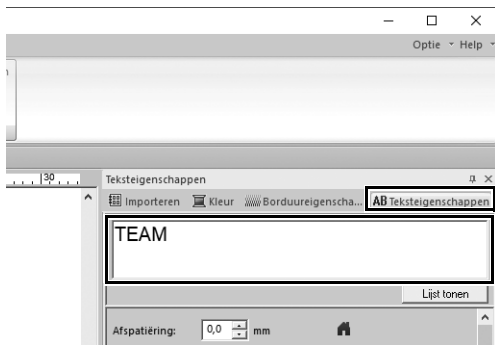 Optie Help
30
Teksteigenschappen
Importeren Kleur Borduureigenscha... AB Teksteigenschappen
TEAM
Lijst tonen
Afspatiëring: 0,0 mm